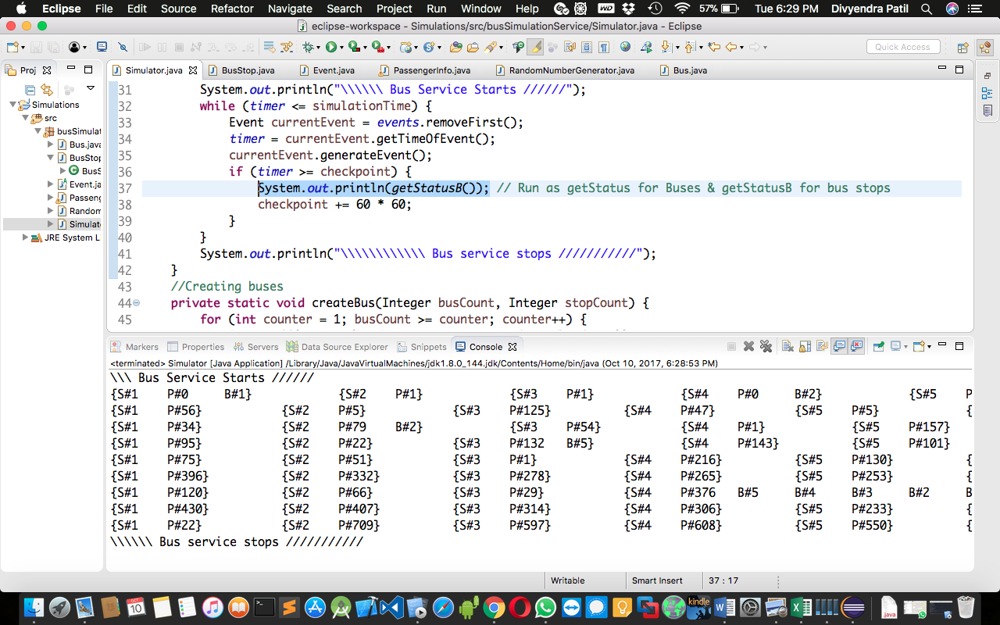 Eclipse File Edit Source Refactor Navigate Search Project Run Window Help 57% Tue 6:29 PM Divyendra Patil
eclipse-workspace - Simulations/src/busSimulationService/Simulator.java - Eclipse
Quick Access
Proj
Simulations
src
busSimulat
Bus.java
BusStop
BusS
Event.ja
Passeng
Random
Simulat
JRE System L
Simulator.java BusStop.java Event.java PassengerInfo.java RandomNumberGenerator.java Bus.java
31 System.out.println("\\\\\\ Bus Service Starts //////");
32 while (timer <= simulationTime) {
33 Event currentEvent = events.removeFirst();
34 timer = currentEvent.getTimeOfEvent();
35 currentEvent.generateEvent();
36 if (timer >= checkpoint) {
37 System.out.println(getStatusB()); // Run as getStatus for Buses & getStatusB for bus stops
38 checkpoint += 60 * 60;
39 }
40 }
41 System.out.println("\\\\\\\\\\\\ Bus service stops ///////////");
42 }
43 //Creating buses
44 private static void createBus(Integer busCount, Integer stopCount) {
45 for (int counter = 1; busCount >= counter; counter++) {
Markers Properties Servers Data Source Explorer Snippets Console
<terminated> Simulator [Java Application] /Library/Java/JavaVirtualMachines/jdk1.8.0_144.jdk/Contents/Home/bin/java (Oct 10, 2017, 6:28:53 PM)
\\\ Bus Service Starts //////
{S#1 P#0 B#1} {S#2 P#1} {S#3 P#1} {S#4 P#0 B#2} {S#5 P
{S#1 P#56} {S#2 P#5} {S#3 P#125} {S#4 P#47} {S#5 P#5} {
{S#1 P#34} {S#2 P#79 B#2} {S#3 P#54} {S#4 P#1} {S#5 P#157}
{S#1 P#95} {S#2 P#22} {S#3 P#132 B#5} {S#4 P#143} {S#5 P#101}
{S#1 P#75} {S#2 P#51} {S#3 P#1} {S#4 P#216} {S#5 P#130} {
{S#1 P#396} {S#2 P#332} {S#3 P#278} {S#4 P#265} {S#5 P#253} {
{S#1 P#120} {S#2 P#66} {S#3 P#29} {S#4 P#376 B#5 B#4 B#3 B#2 B
{S#1 P#430} {S#2 P#407} {S#3 P#314} {S#4 P#306} {S#5 P#233} {
{S#1 P#22} {S#2 P#709} {S#3 P#597} {S#4 P#608} {S#5 P#550} {
\\\\\\ Bus service stops ///////////
Writable Smart Insert 37 : 17
OCT
10
kindle
java